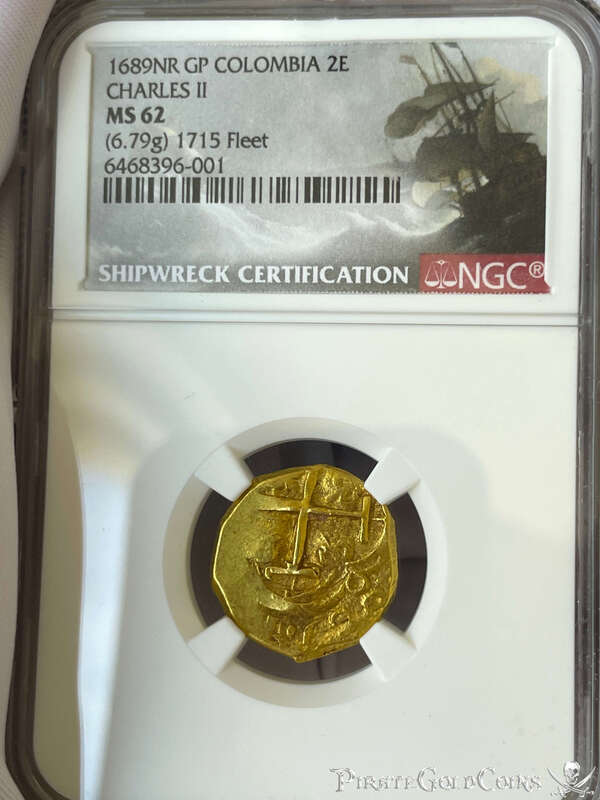 1689NR GP COLOMBIA 2E
CHARLES II
MS 62
(6.79g) 1715 Fleet
6468396-001
SHIPWRECK CERTIFICATION NGC®
PirateGoldCoins